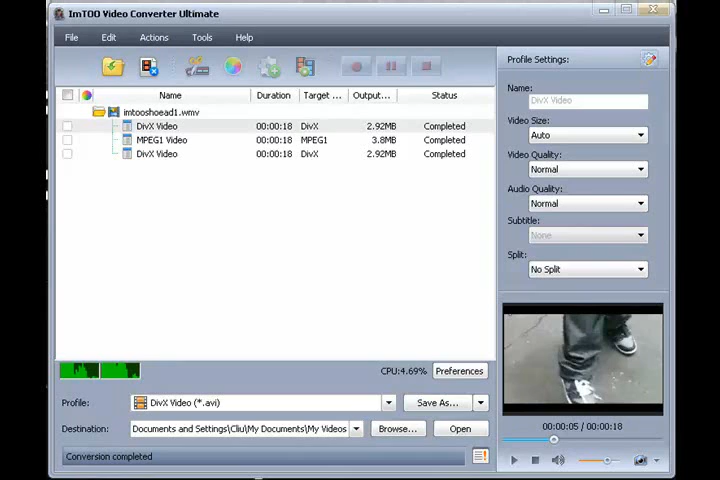 ImTOO Video Converter Ultimate
File Edit Actions Tools Help
Name Duration Target ... Output... Status
imtooshoead1.wmv
DivX Video 00:00:18 DivX 2.92MB Completed
MPEG1 Video 00:00:18 MPEG1 3.8MB Completed
DivX Video 00:00:18 DivX 2.92MB Completed
CPU:4.69% Preferences
Profile: DivX Video (*.avi) Save As...
Destination: Documents and Settings\Cliu\My Documents\My Videos Browse... Open
Conversion completed
Profile Settings:
Name:
DivX Video
Video Size:
Auto
Video Quality:
Normal
Audio Quality:
Normal
Subtitle:
None
Split:
No Split
00:00:05 / 00:00:18